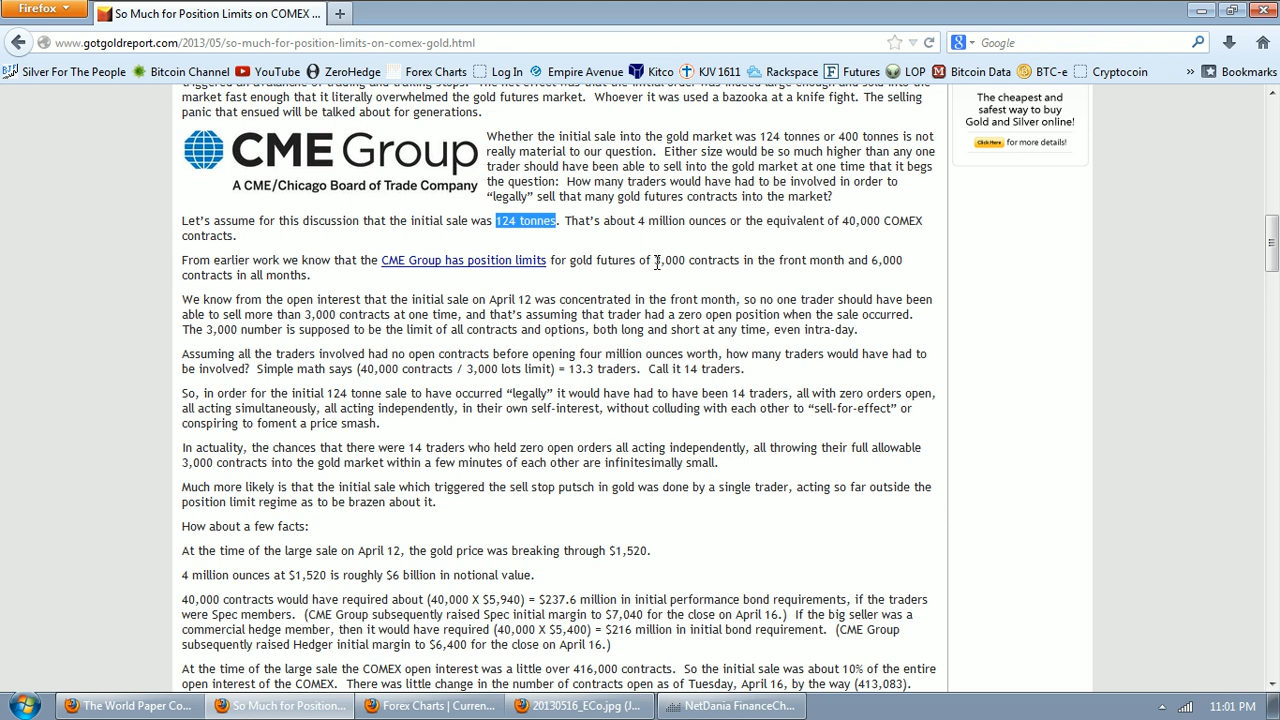 Firefox
So Much for Position Limits on COMEX ...
www.gotgoldreport.com/2013/05/so-much-for-position-limits-on-comex-gold.html
Google
Silver For The People
Bitcoin Channel
YouTube
ZeroHedge
Forex Charts
Log In
Empire Avenue
Kitco
KJV 1611
Rackspace
Futures
LOP
Bitcoin Data
BTC-e
Cryptocoin
»
Bookmarks
market fast enough that it literally overwhelmed the gold futures market. Whoever it was used a bazooka at a knife fight. The selling
panic that ensued will be talked about for generations.
CME Group
A CME/Chicago Board of Trade Company
Whether the initial sale into the gold market was 124 tonnes or 400 tonnes is not
really material to our question. Either size would be so much higher than any one
trader should have been able to sell into the gold market at one time that it begs
the question: How many traders would have had to be involved in order to
“legally” sell that many gold futures contracts into the market?
Let’s assume for this discussion that the initial sale was 124 tonnes. That’s about 4 million ounces or the equivalent of 40,000 COMEX
contracts.
From earlier work we know that the CME Group has position limits for gold futures of 3,000 contracts in the front month and 6,000
contracts in all months.
We know from the open interest that the initial sale on April 12 was concentrated in the front month, so no one trader should have been
able to sell more than 3,000 contracts at one time, and that’s assuming that trader had a zero open position when the sale occurred.
The 3,000 number is supposed to be the limit of all contracts and options, both long and short at any time, even intra-day.
Assuming all the traders involved had no open contracts before opening four million ounces worth, how many traders would have had to
be involved? Simple math says (40,000 contracts / 3,000 lots limit) = 13.3 traders. Call it 14 traders.
So, in order for the initial 124 tonne sale to have occurred “legally” it would have had to have been 14 traders, all with zero orders open,
all acting simultaneously, all acting independently, in their own self-interest, without colluding with each other to “sell-for-effect” or
conspiring to foment a price smash.
In actuality, the chances that there were 14 traders who held zero open orders all acting independently, all throwing their full allowable
3,000 contracts into the gold market within a few minutes of each other are infinitesimally small.
Much more likely is that the initial sale which triggered the sell stop putsch in gold was done by a single trader, acting so far outside the
position limit regime as to be brazen about it.
How about a few facts:
At the time of the large sale on April 12, the gold price was breaking through $1,520.
4 million ounces at $1,520 is roughly $6 billion in notional value.
40,000 contracts would have required about (40,000 X $5,940) = $237.6 million in initial performance bond requirements, if the traders
were Spec members. (CME Group subsequently raised Spec initial margin to $7,040 for the close on April 16.) If the big seller was a
commercial hedge member, then it would have required (40,000 X $5,400) = $216 million in initial bond requirement. (CME Group
subsequently raised Hedger initial margin to $6,400 for the close on April 16.)
At the time of the large sale the COMEX open interest was a little over 416,000 contracts. So the initial sale was about 10% of the entire
open interest of the COMEX. There was little change in the number of contracts open as of Tuesday, April 16, by the way (413,083).
The cheapest and
safest way to buy
Gold and Silver online!
Click Here for more details!
The World Paper Co...
So Much for Position...
Forex Charts | Curren...
20130516_ECo.jpg (J...
NetDania FinanceCh...
11:01 PM